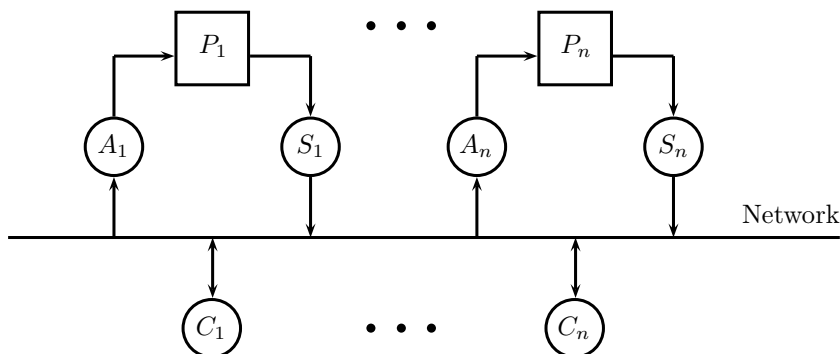 P₁ • • • Pₙ
A₁ S₁ Aₙ Sₙ
Network
C₁ • • • Cₙ